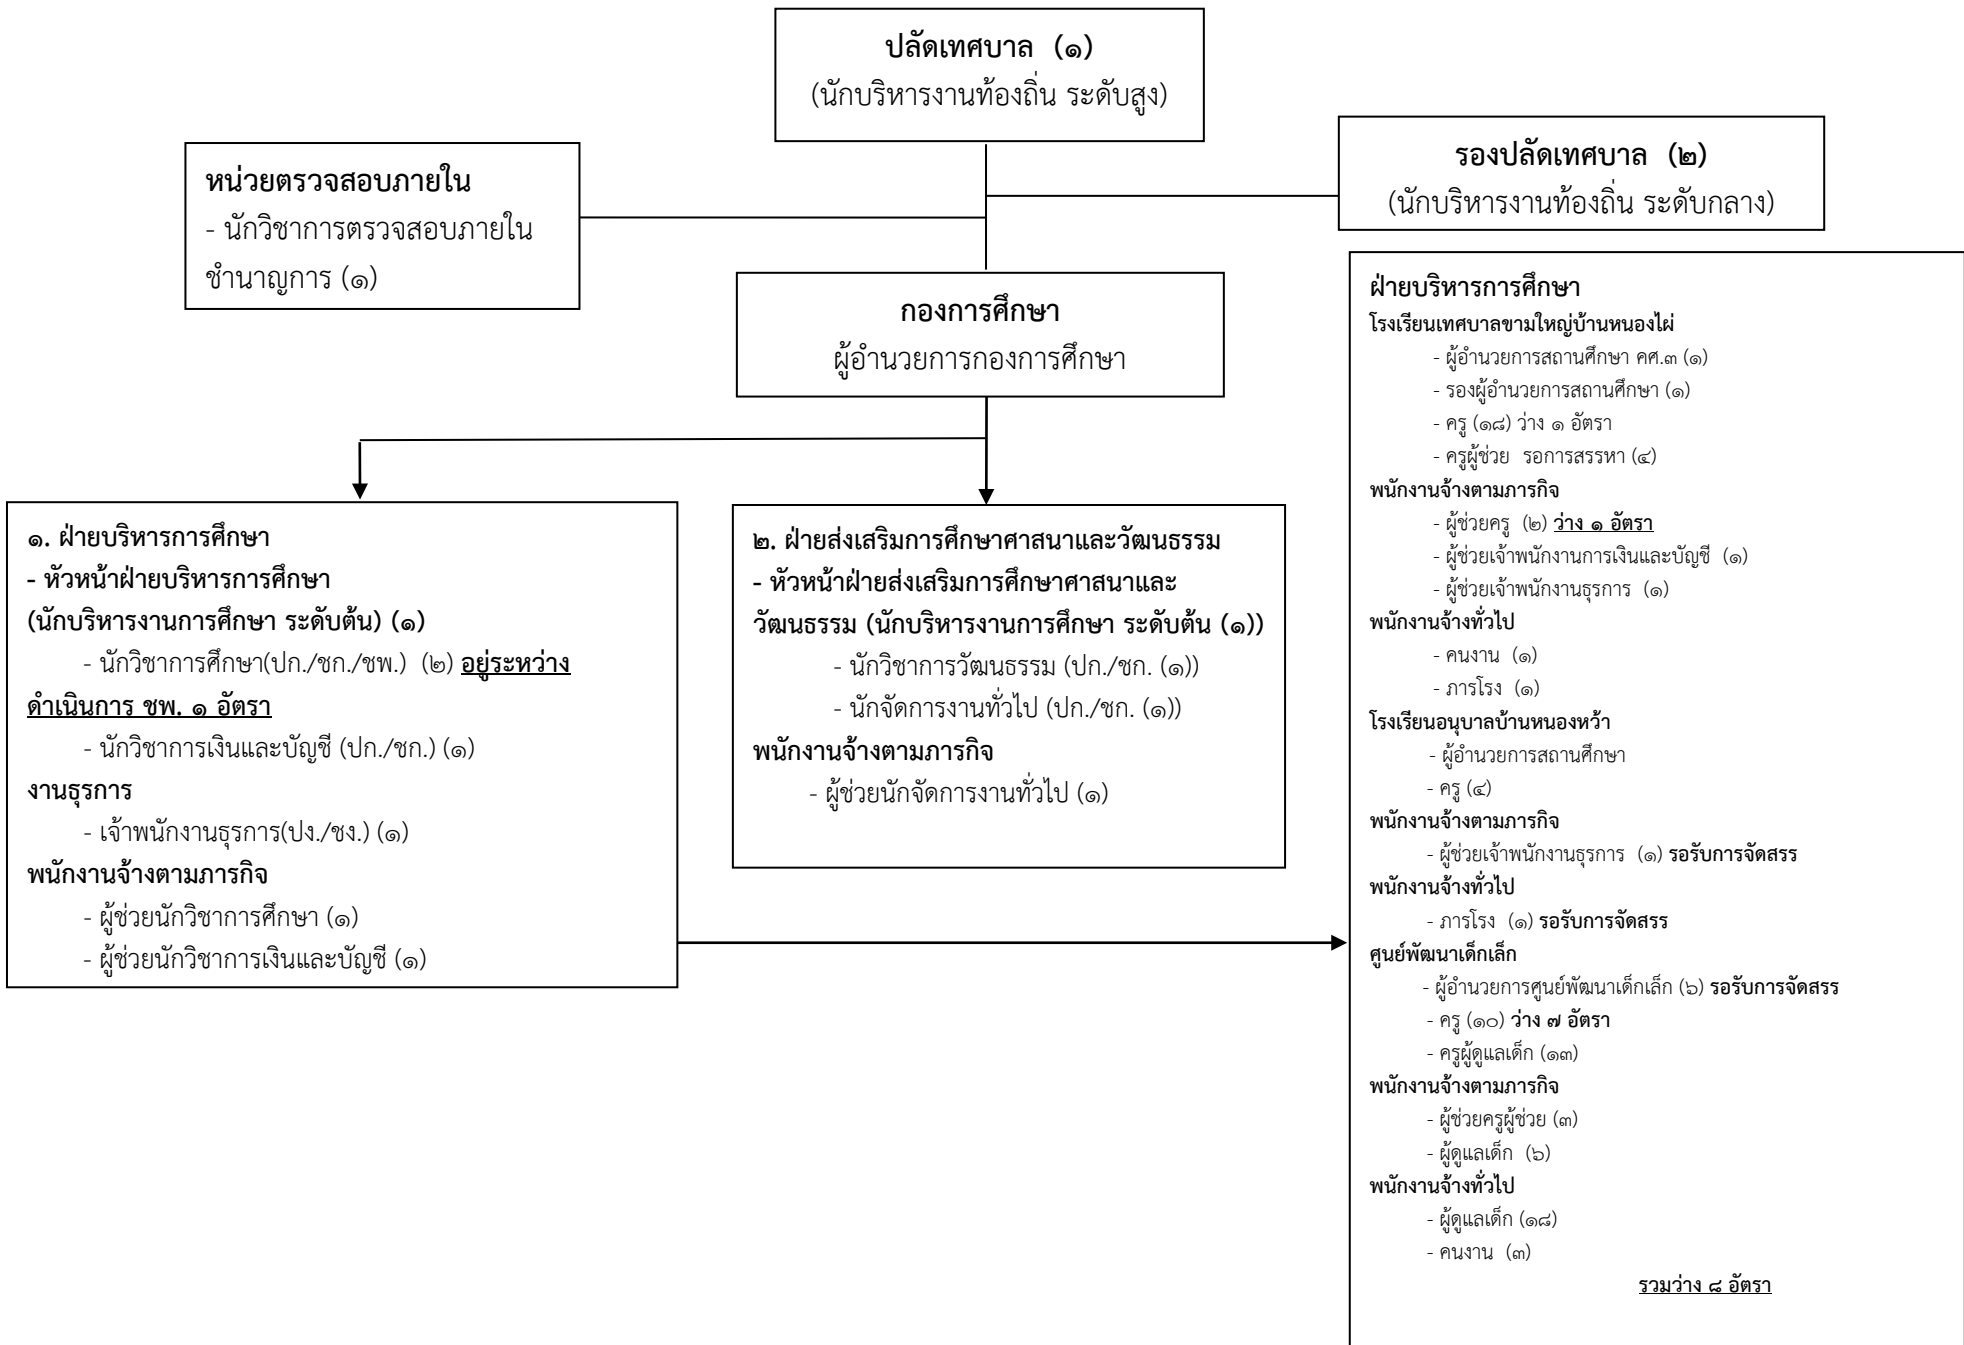 ปลัดเทศบาล (๑)
(นักบริหารงานท้องถิ่น ระดับสูง)
หน่วยตรวจสอบภายใน
- นักวิชาการตรวจสอบภายใน
ชำนาญการ (๑)
รองปลัดเทศบาล (๒)
(นักบริหารงานท้องถิ่น ระดับกลาง)
กองการศึกษา
ผู้อำนวยการกองการศึกษา
๑. ฝ่ายบริหารการศึกษา
- หัวหน้าฝ่ายบริหารการศึกษา
(นักบริหารงานการศึกษา ระดับต้น) (๑)
- นักวิชาการศึกษา(ปก./ชก./ชพ.) (๒) อยู่ระหว่าง
ดำเนินการ ชพ. ๑ อัตรา
- นักวิชาการเงินและบัญชี (ปก./ชก.) (๑)
งานธุรการ
- เจ้าพนักงานธุรการ(ปง./ชง.) (๑)
พนักงานจ้างตามภารกิจ
- ผู้ช่วยนักวิชาการศึกษา (๑)
- ผู้ช่วยนักวิชาการเงินและบัญชี (๑)
๒. ฝ่ายส่งเสริมการศึกษาศาสนาและวัฒนธรรม
- หัวหน้าฝ่ายส่งเสริมการศึกษาศาสนาและ
วัฒนธรรม (นักบริหารงานการศึกษา ระดับต้น (๑))
- นักวิชาการวัฒนธรรม (ปก./ชก. (๑))
- นักจัดการงานทั่วไป (ปก./ชก. (๑))
พนักงานจ้างตามภารกิจ
- ผู้ช่วยนักจัดการงานทั่วไป (๑)
ฝ่ายบริหารการศึกษา
โรงเรียนเทศบาลขามใหญ่บ้านหนองไผ่
- ผู้อำนวยการสถานศึกษา คศ.๓ (๑)
- รองผู้อำนวยการสถานศึกษา (๑)
- ครู (๑๘) ว่าง ๑ อัตรา
- ครูผู้ช่วย รอการสรรหา (๔)
พนักงานจ้างตามภารกิจ
- ผู้ช่วยครู (๒) ว่าง ๑ อัตรา
- ผู้ช่วยเจ้าพนักงานการเงินและบัญชี (๑)
- ผู้ช่วยเจ้าพนักงานธุรการ (๑)
พนักงานจ้างทั่วไป
- คนงาน (๑)
- ภารโรง (๑)
โรงเรียนอนุบาลบ้านหนองหว้า
- ผู้อำนวยการสถานศึกษา
- ครู (๔)
พนักงานจ้างตามภารกิจ
- ผู้ช่วยเจ้าพนักงานธุรการ (๑) รอรับการจัดสรร
พนักงานจ้างทั่วไป
- ภารโรง (๑) รอรับการจัดสรร
ศูนย์พัฒนาเด็กเล็ก
- ผู้อำนวยการศูนย์พัฒนาเด็กเล็ก (๖) รอรับการจัดสรร
- ครู (๑๐) ว่าง ๗ อัตรา
- ครูผู้ดูแลเด็ก (๑๓)
พนักงานจ้างตามภารกิจ
- ผู้ช่วยครูผู้ช่วย (๓)
- ผู้ดูแลเด็ก (๖)
พนักงานจ้างทั่วไป
- ผู้ดูแลเด็ก (๑๘)
- คนงาน (๓)
รวมว่าง ๘ อัตรา